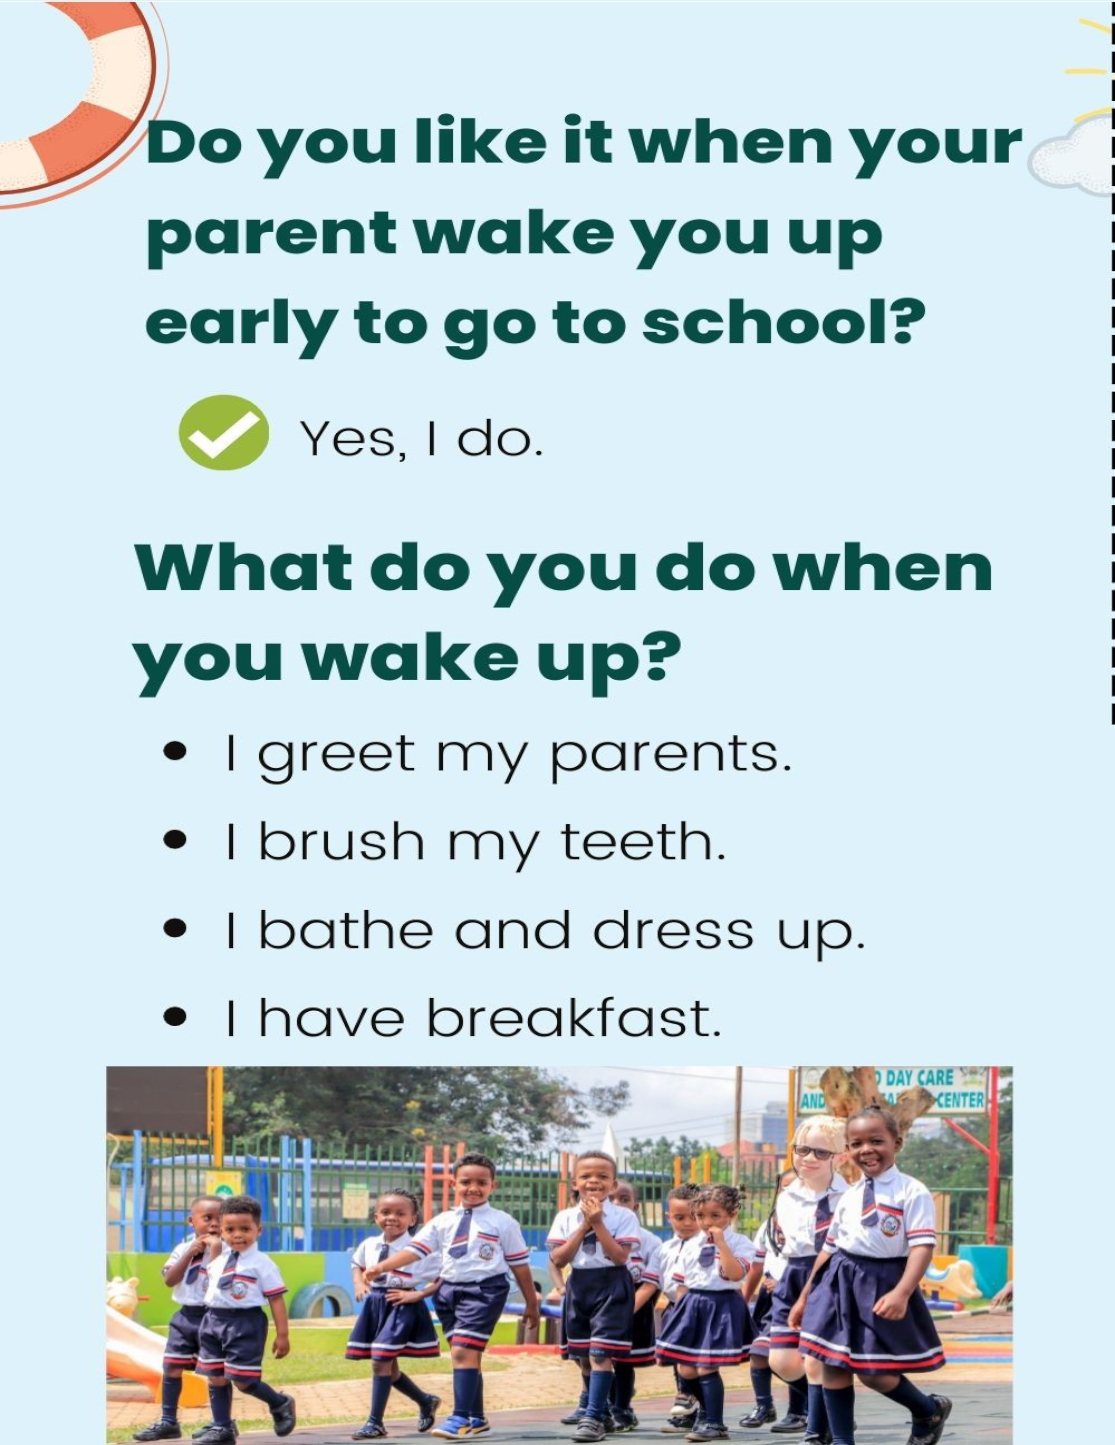 Do you like it when your
parent wake you up
early to go to school?
Yes, I do.
What do you do when
you wake up?
• I greet my parents.
• I brush my teeth.
• I bathe and dress up.
• I have breakfast.
DAY CARE
AND
CENTER